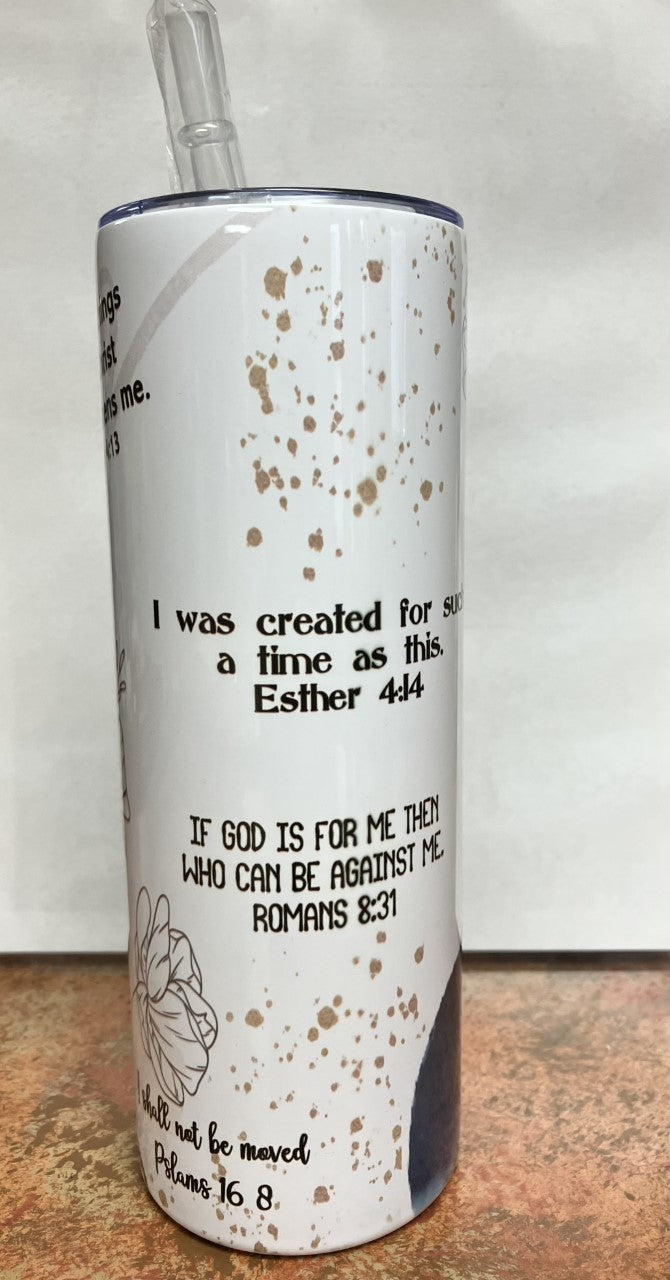 me.
I was created for
a time as this.
Esther 4:14
IF GOD IS FOR ME THEN
WHO CAN BE AGAINST ME.
ROMANS 8:31
I shall not be moved
Pslams 16 8